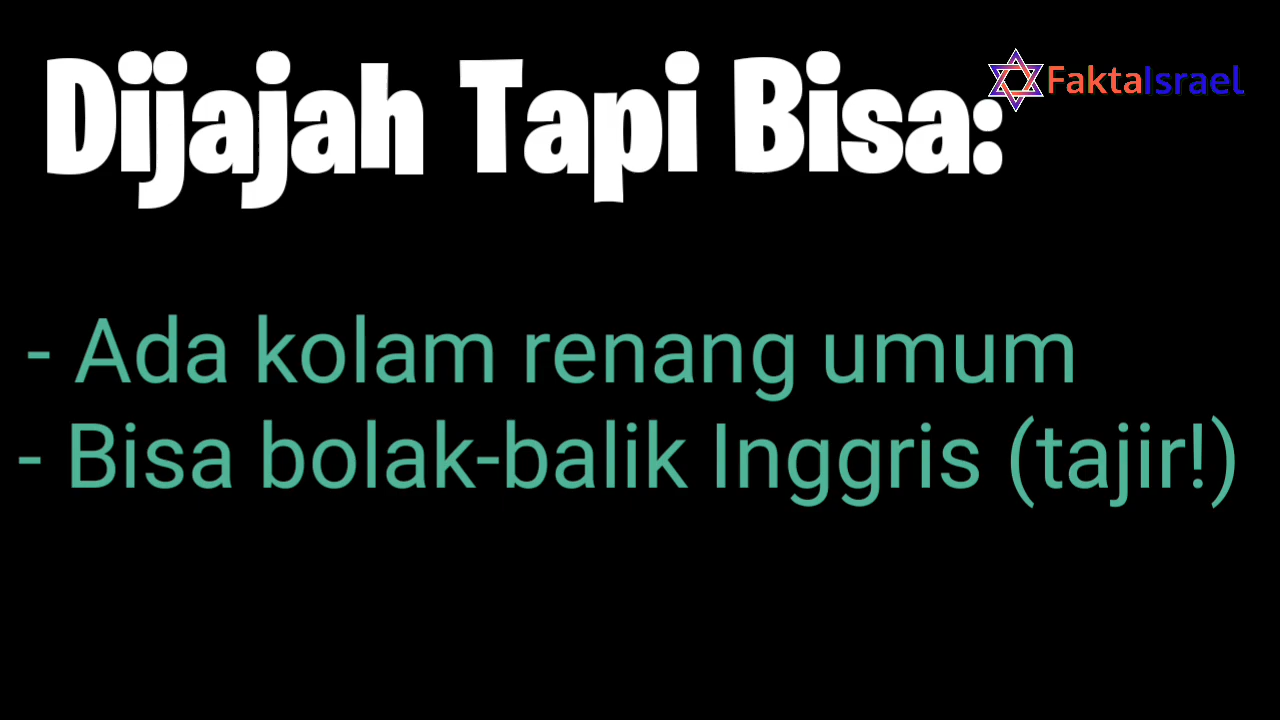 Dijajah Tapi Bisa:
FaktaIsrael
- Ada kolam renang umum
- Bisa bolak-balik Inggris (tajir!)